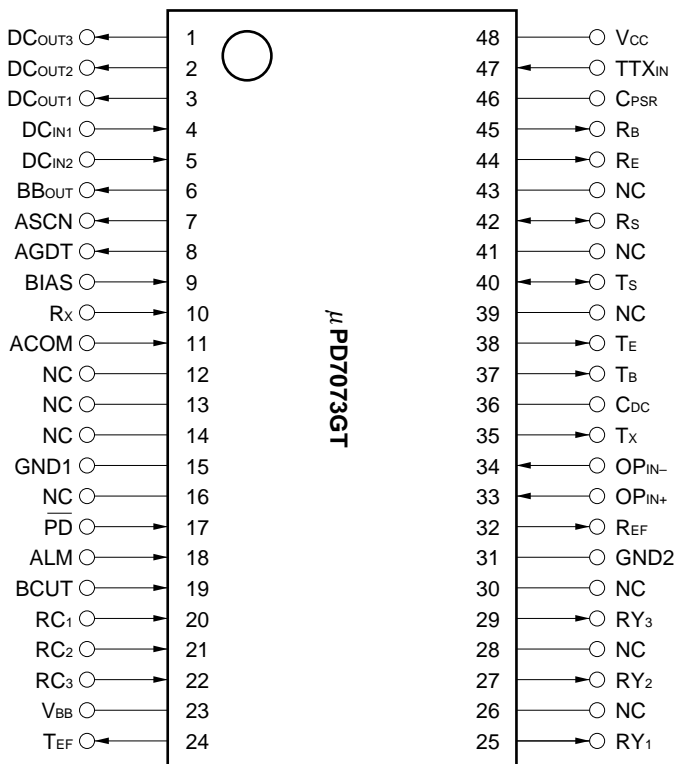 DCOUT3 1 48 VCC
DCOUT2 2 47 TTXIN
DCOUT1 3 46 CPSR
DCIN1 4 45 RB
DCIN2 5 44 RE
BBOUT 6 43 NC
ASCN 7 42 RS
AGDT 8 41 NC
BIAS 9 40 TS
RX 10 39 NC
ACOM 11 38 TE
NC 12 37 TB
NC 13 36 CDC
NC 14 35 TX
GND1 15 34 OPIN–
NC 16 33 OPIN+
P̅D̅ 17 32 REF
ALM 18 31 GND2
BCUT 19 30 NC
RC1 20 29 RY3
RC2 21 28 NC
RC3 22 27 RY2
VBB 23 26 NC
TEF 24 25 RY1
µPD7073GT